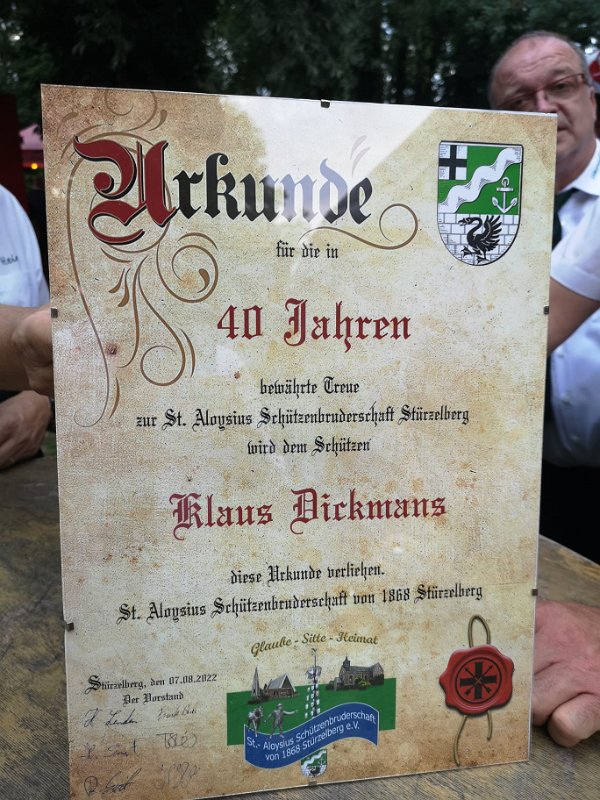 Urkunde
für die in
40 Jahren
bewährte Treue
zur St. Aloysius Schützenbruderschaft Stürzelberg
wird dem Schützen
Klaus Dickmans
diese Urkunde verliehen.
St. Aloysius Schützenbruderschaft von 1868 Stürzelberg
Glaube - Sitte - Heimat
Stürzelberg, den 07.08.2022
Der Vorstand
St.- Aloysius Schützenbruderschaft
von 1868 Stürzelberg e.V.